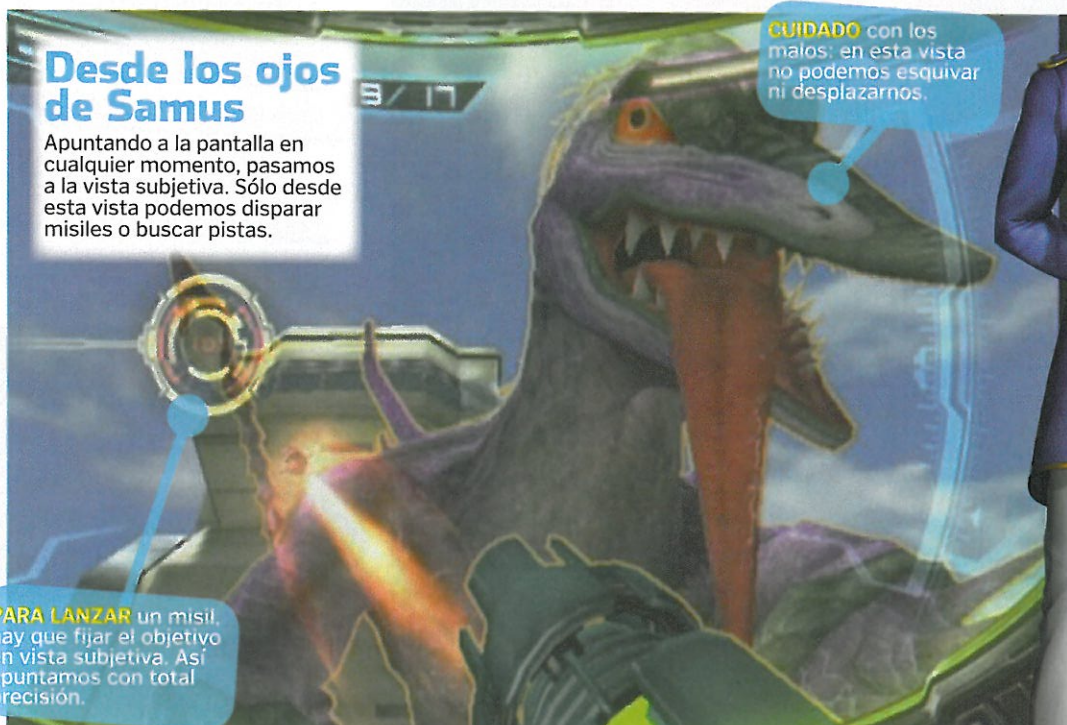 Desde los ojos
de Samus
Apuntando a la pantalla en
cualquier momento, pasamos
a la vista subjetiva. Sólo desde
esta vista podemos disparar
misiles o buscar pistas.
9/ 17
CUIDADO con los
malos: en esta vista
no podemos esquivar
ni desplazarnos.
PARA LANZAR un misil,
ay que fijar el objetivo
n vista subjetiva. Así
puntamos con total
recisión.